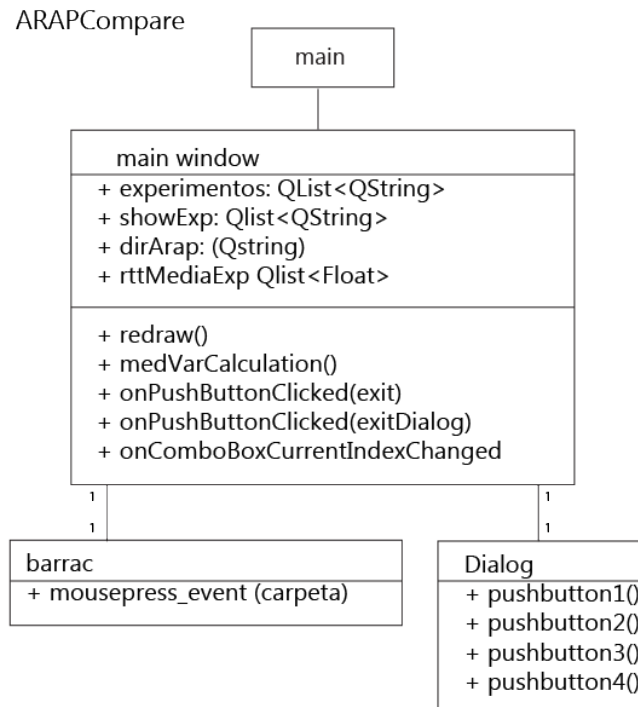 ARAPCompare
main
main window
+ experimentos: QList<QString>
+ showExp: Qlist<QString>
+ dirArap: (Qstring)
+ rttMediaExp Qlist<Float>
+ redraw()
+ medVarCalculation()
+ onPushButtonClicked(exit)
+ onPushButtonClicked(exitDialog)
+ onComboBoxCurrentIndexChanged
1 1
1 1
barrac
+ mousepress_event (carpeta)
Dialog
+ pushbutton1()
+ pushbutton2()
+ pushbutton3()
+ pushbutton4()